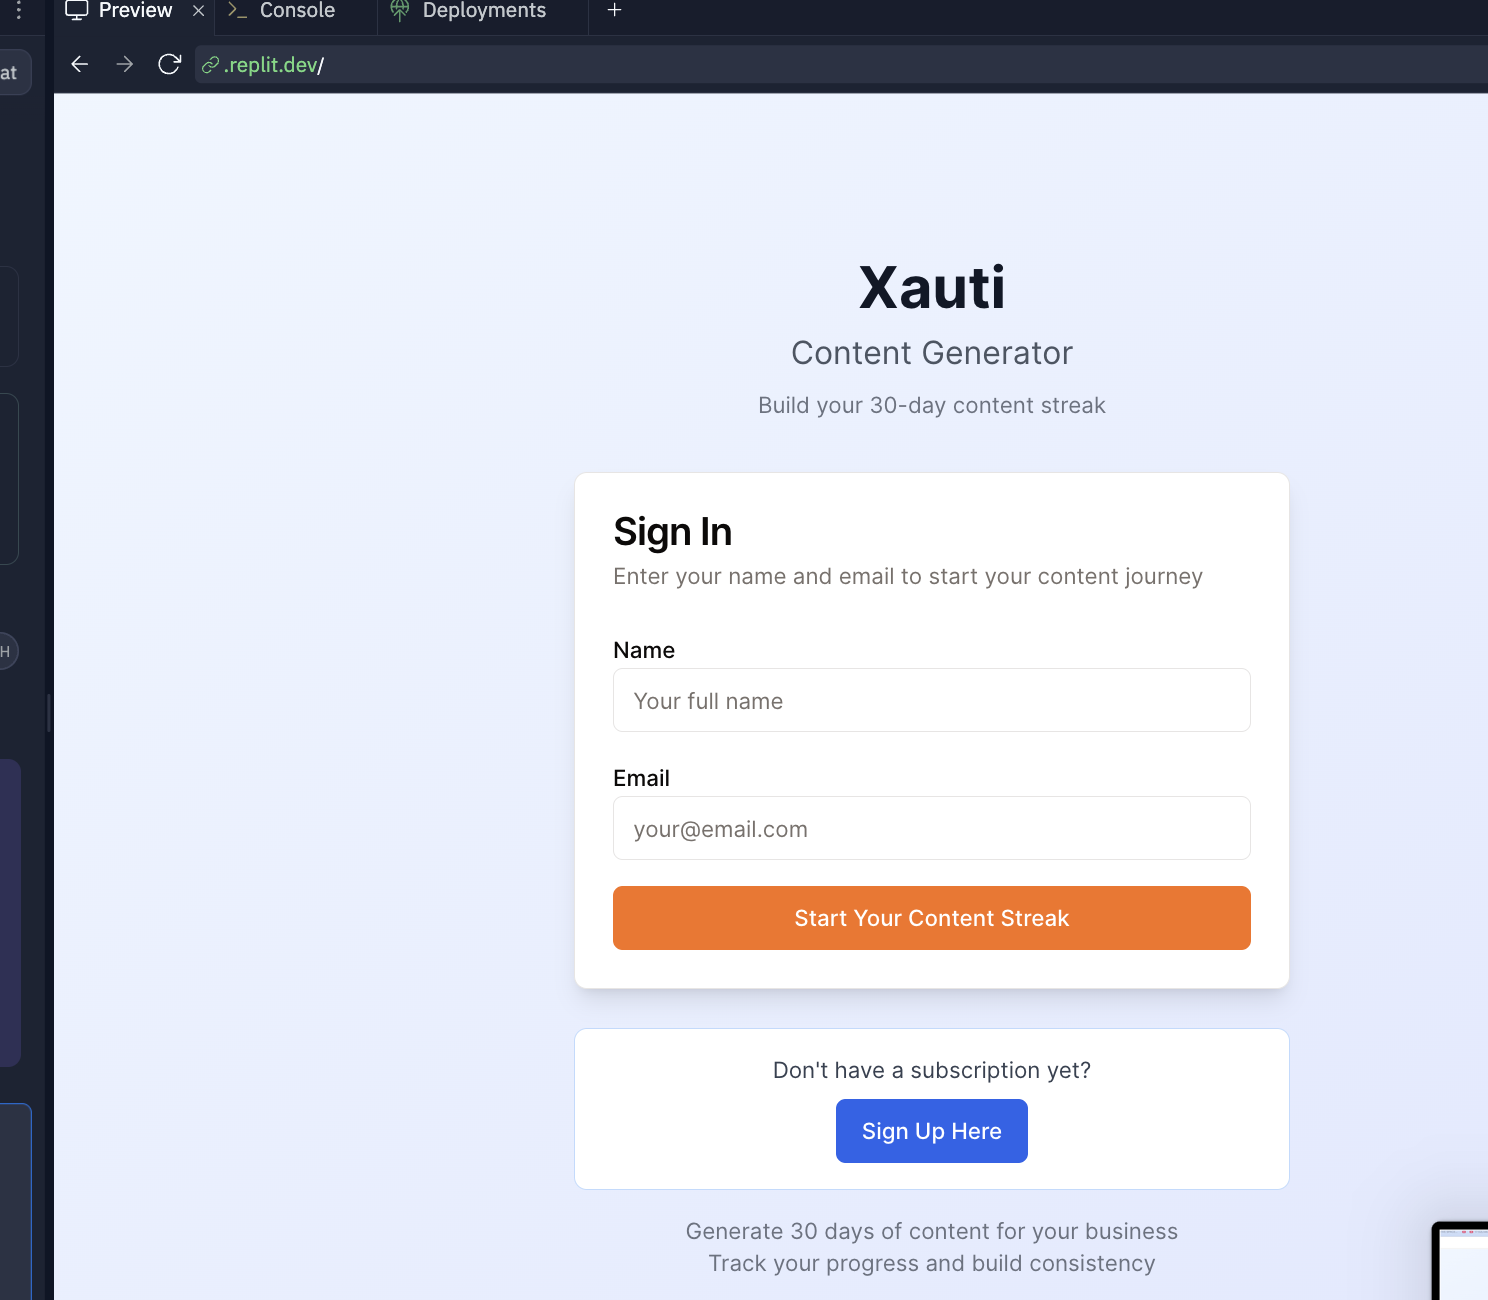 Preview
Console
Deployments
at
.replit.dev/
Xauti
Content Generator
Build your 30-day content streak
Sign In
Enter your name and email to start your content journey
Name
Your full name
H
Email
your@email.com
Start Your Content Streak
Don't have a subscription yet?
Sign Up Here
Generate 30 days of content for your business
Track your progress and build consistency